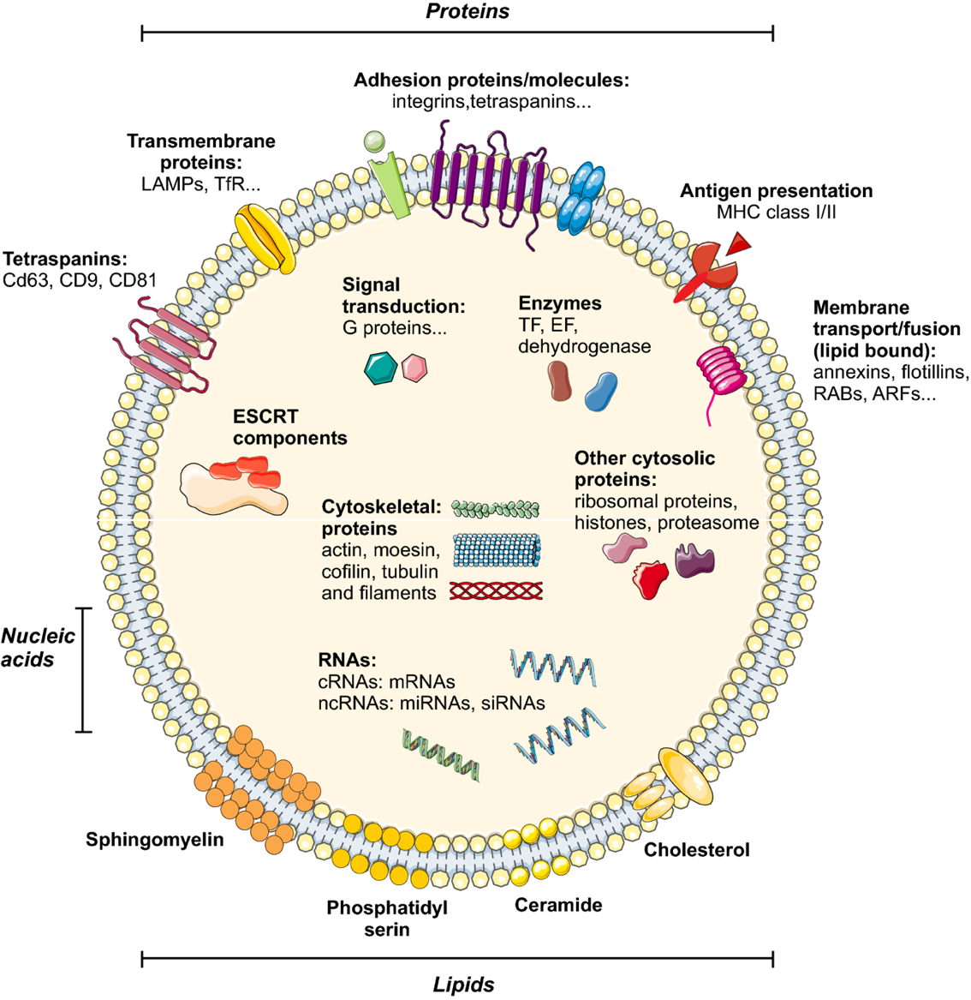 Proteins
Adhesion proteins/molecules:
integrins,tetraspanins...
Transmembrane
proteins:
LAMPs, TfR...
Antigen presentation
MHC class I/II
Tetraspanins:
Cd63, CD9, CD81
Signal
transduction:
G proteins...
Enzymes
TF, EF,
dehydrogenase
Membrane
transport/fusion
(lipid bound):
annexins, flotillins,
RABs, ARFs...
ESCRT
components
Other cytosolic
proteins:
ribosomal proteins,
histones, proteasome
Cytoskeletal:
proteins
actin, moesin,
cofilin, tubulin
and filaments
Nucleic
acids
RNAs:
cRNAs: mRNAs
ncRNAs: miRNAs, siRNAs
Sphingomyelin
Cholesterol
Phosphatidyl
serin
Ceramide
Lipids